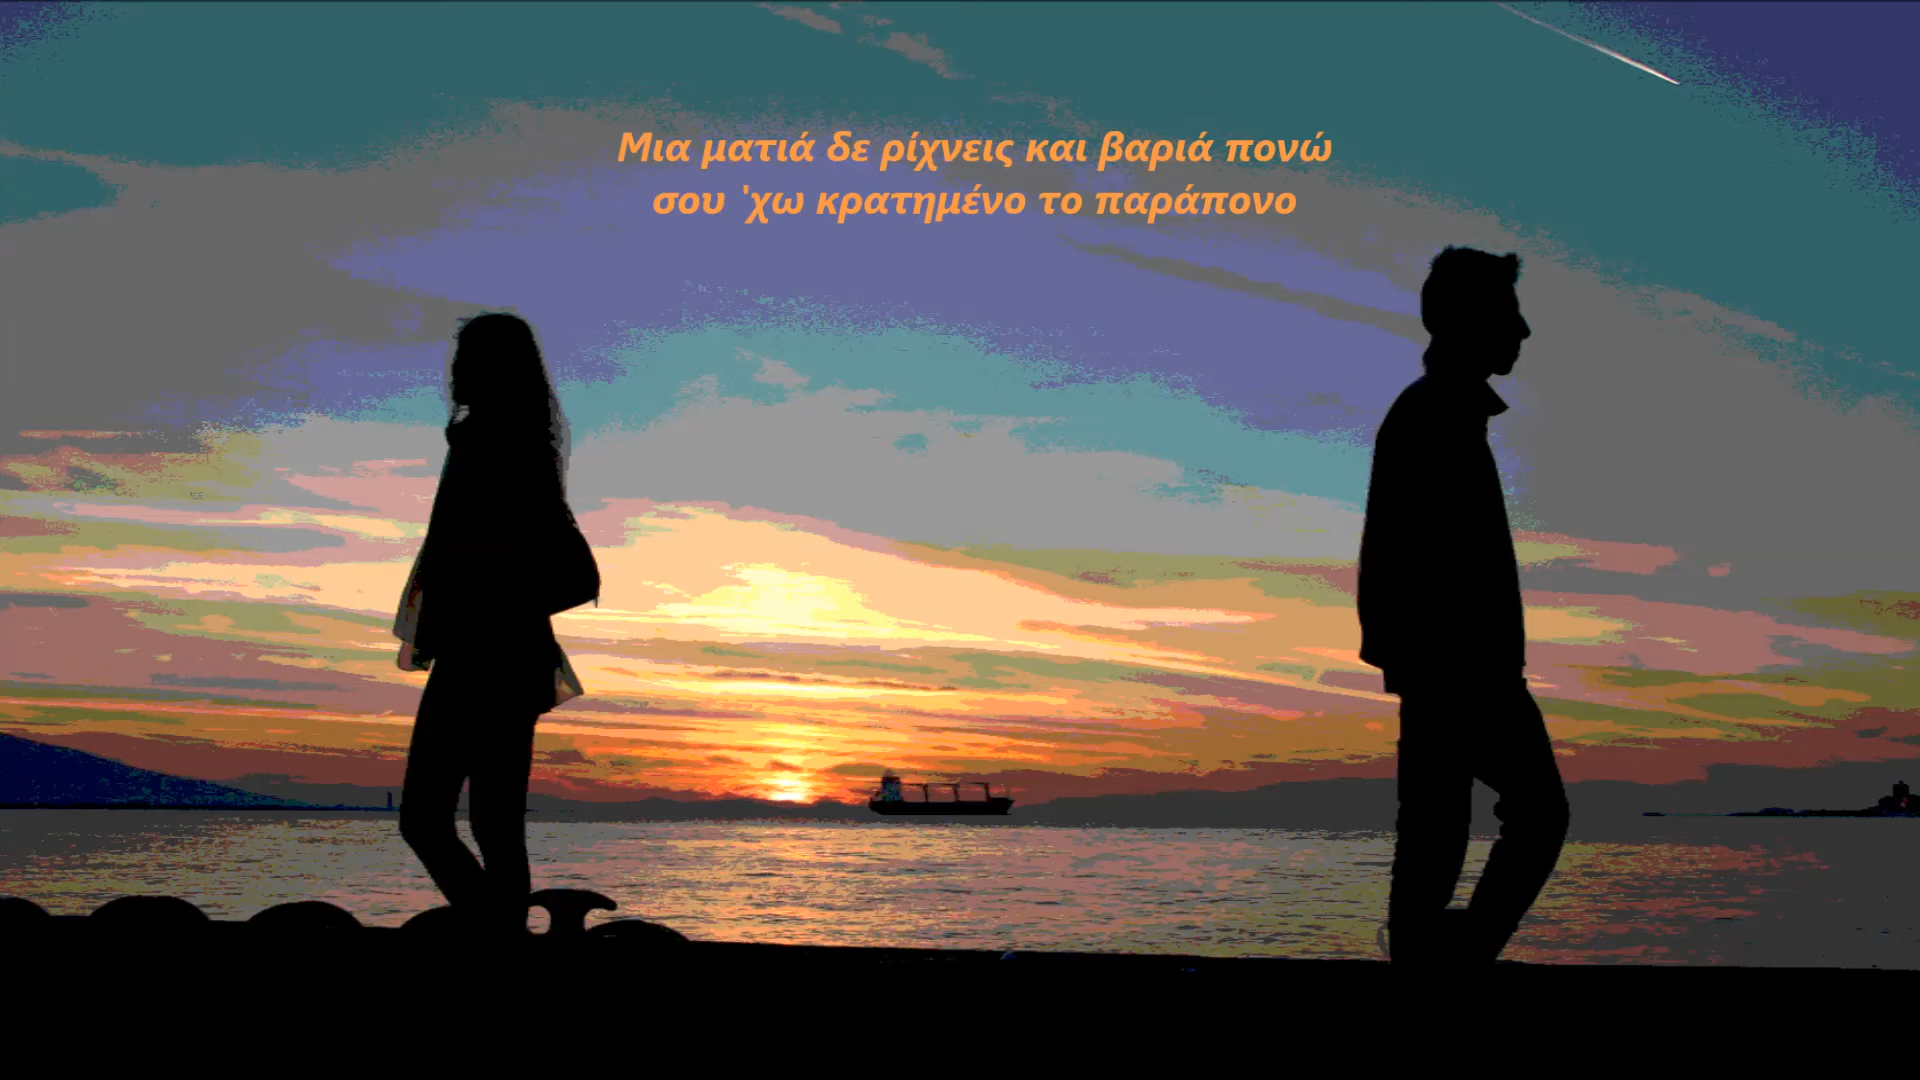 Μια ματιά δε ρίχνεις και βαριά πονώ
σου 'χω κρατημένο το παράπονο